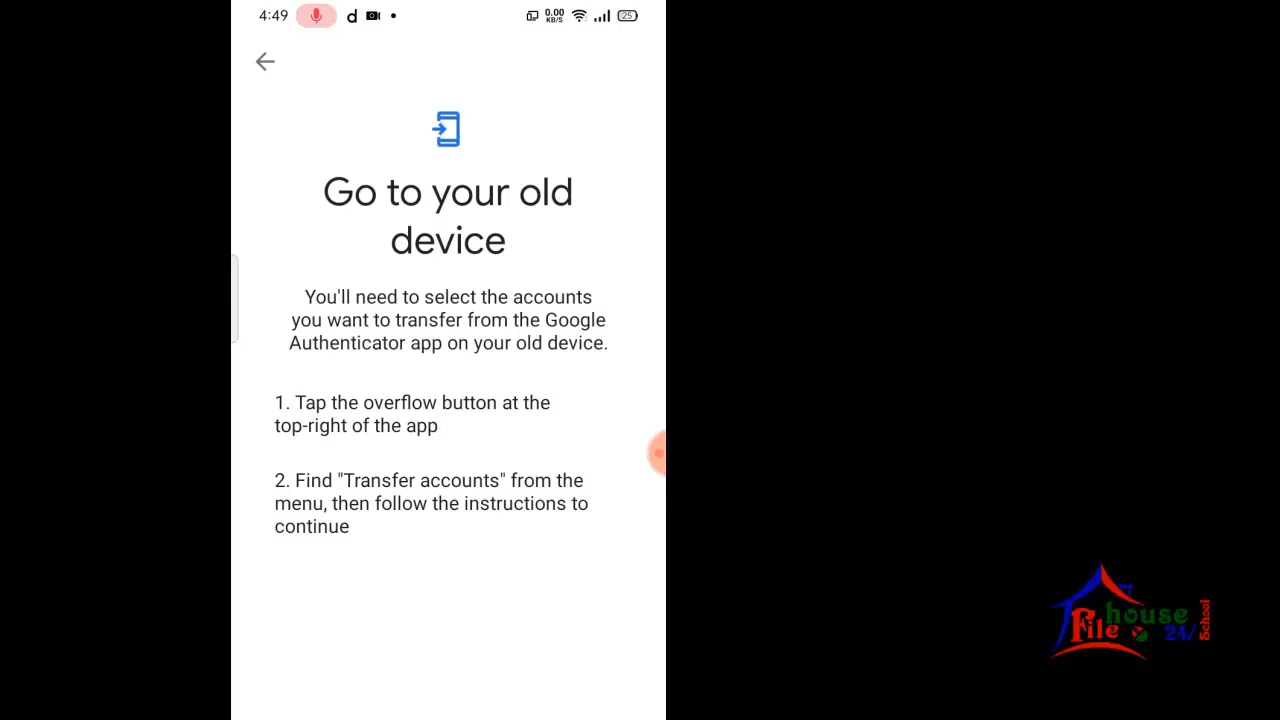 4:49
0.00
KB/S
25
Go to your old
device
You'll need to select the accounts
you want to transfer from the Google
Authenticator app on your old device.
1. Tap the overflow button at the
top-right of the app
2. Find "Transfer accounts" from the
menu, then follow the instructions to
continue
File house 24/7 School